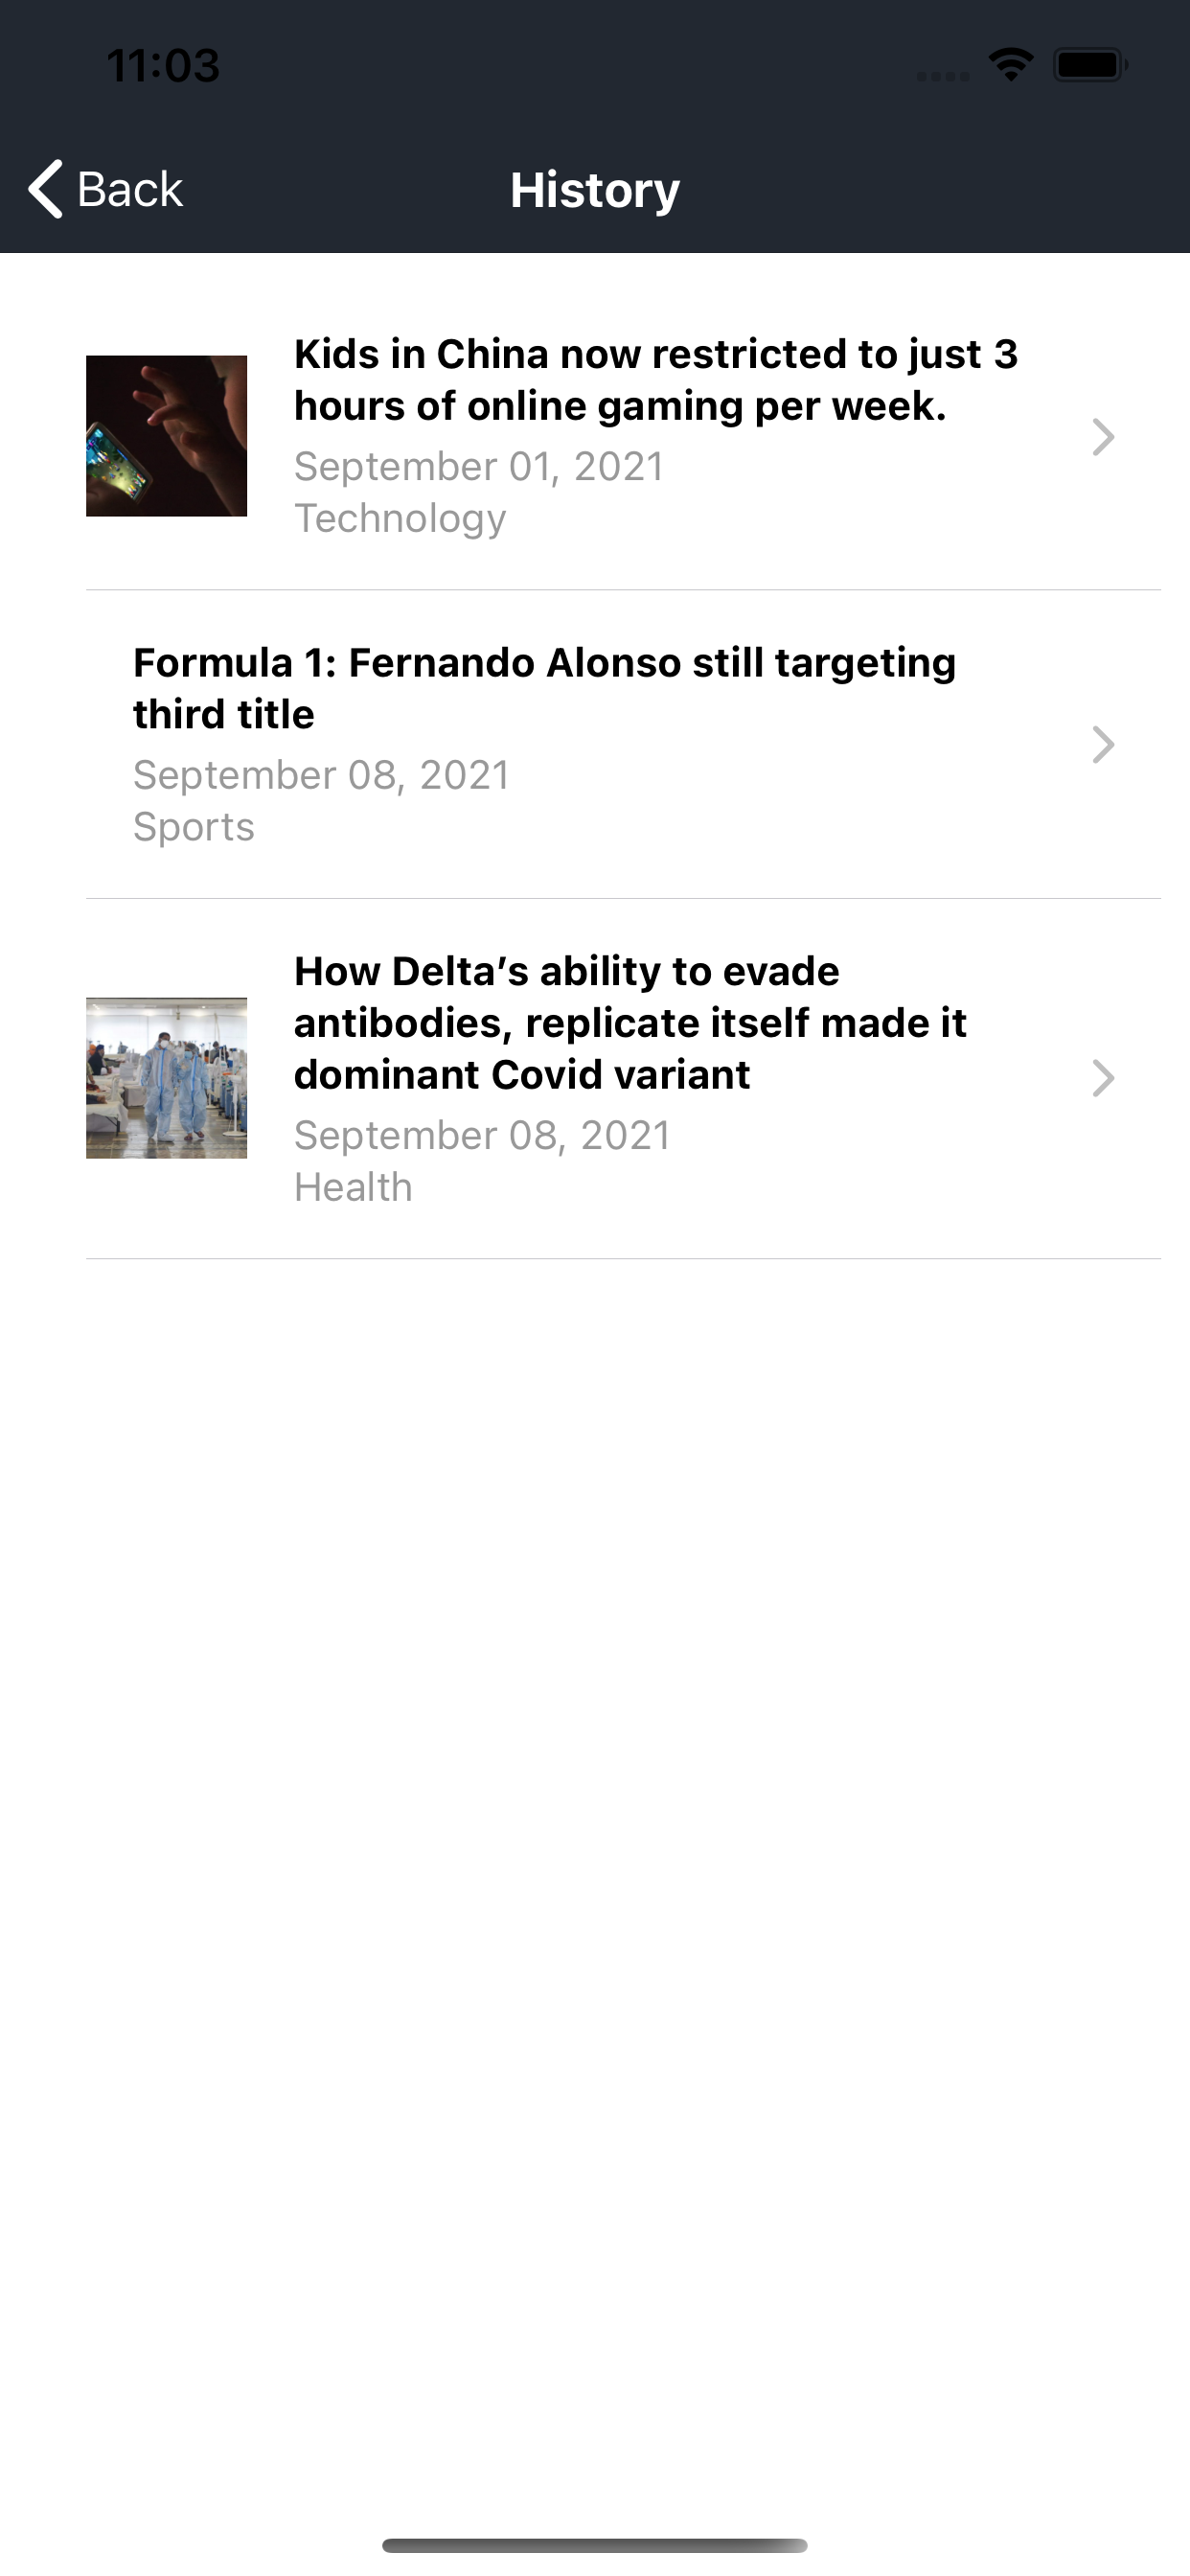 11:03
Back
History
Kids in China now restricted to just 3
hours of online gaming per week.
September 01, 2021
Technology
Formula 1: Fernando Alonso still targeting
third title
September 08, 2021
Sports
How Delta’s ability to evade
antibodies, replicate itself made it
dominant Covid variant
September 08, 2021
Health